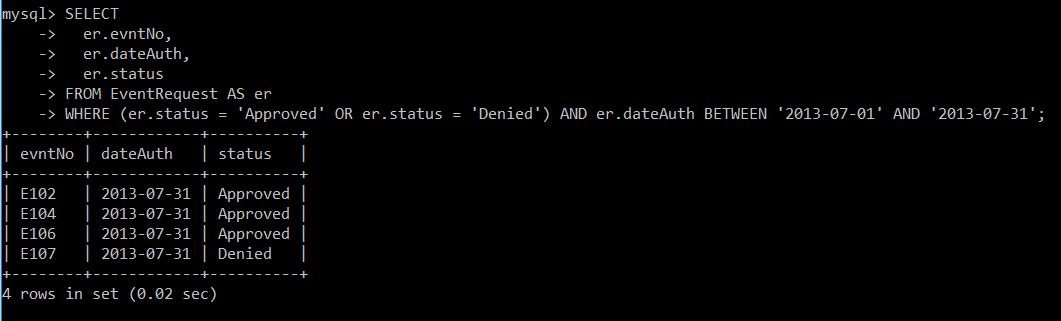 mysql> SELECT
    ->   er.evntNo,
    ->   er.dateAuth,
    ->   er.status
    -> FROM EventRequest AS er
    -> WHERE (er.status = 'Approved' OR er.status = 'Denied') AND er.dateAuth BETWEEN '2013-07-01' AND '2013-07-31';
+--------+------------+----------+
| evntNo | dateAuth   | status   |
+--------+------------+----------+
| E102   | 2013-07-31 | Approved |
| E104   | 2013-07-31 | Approved |
| E106   | 2013-07-31 | Approved |
| E107   | 2013-07-31 | Denied   |
+--------+------------+----------+
4 rows in set (0.02 sec)